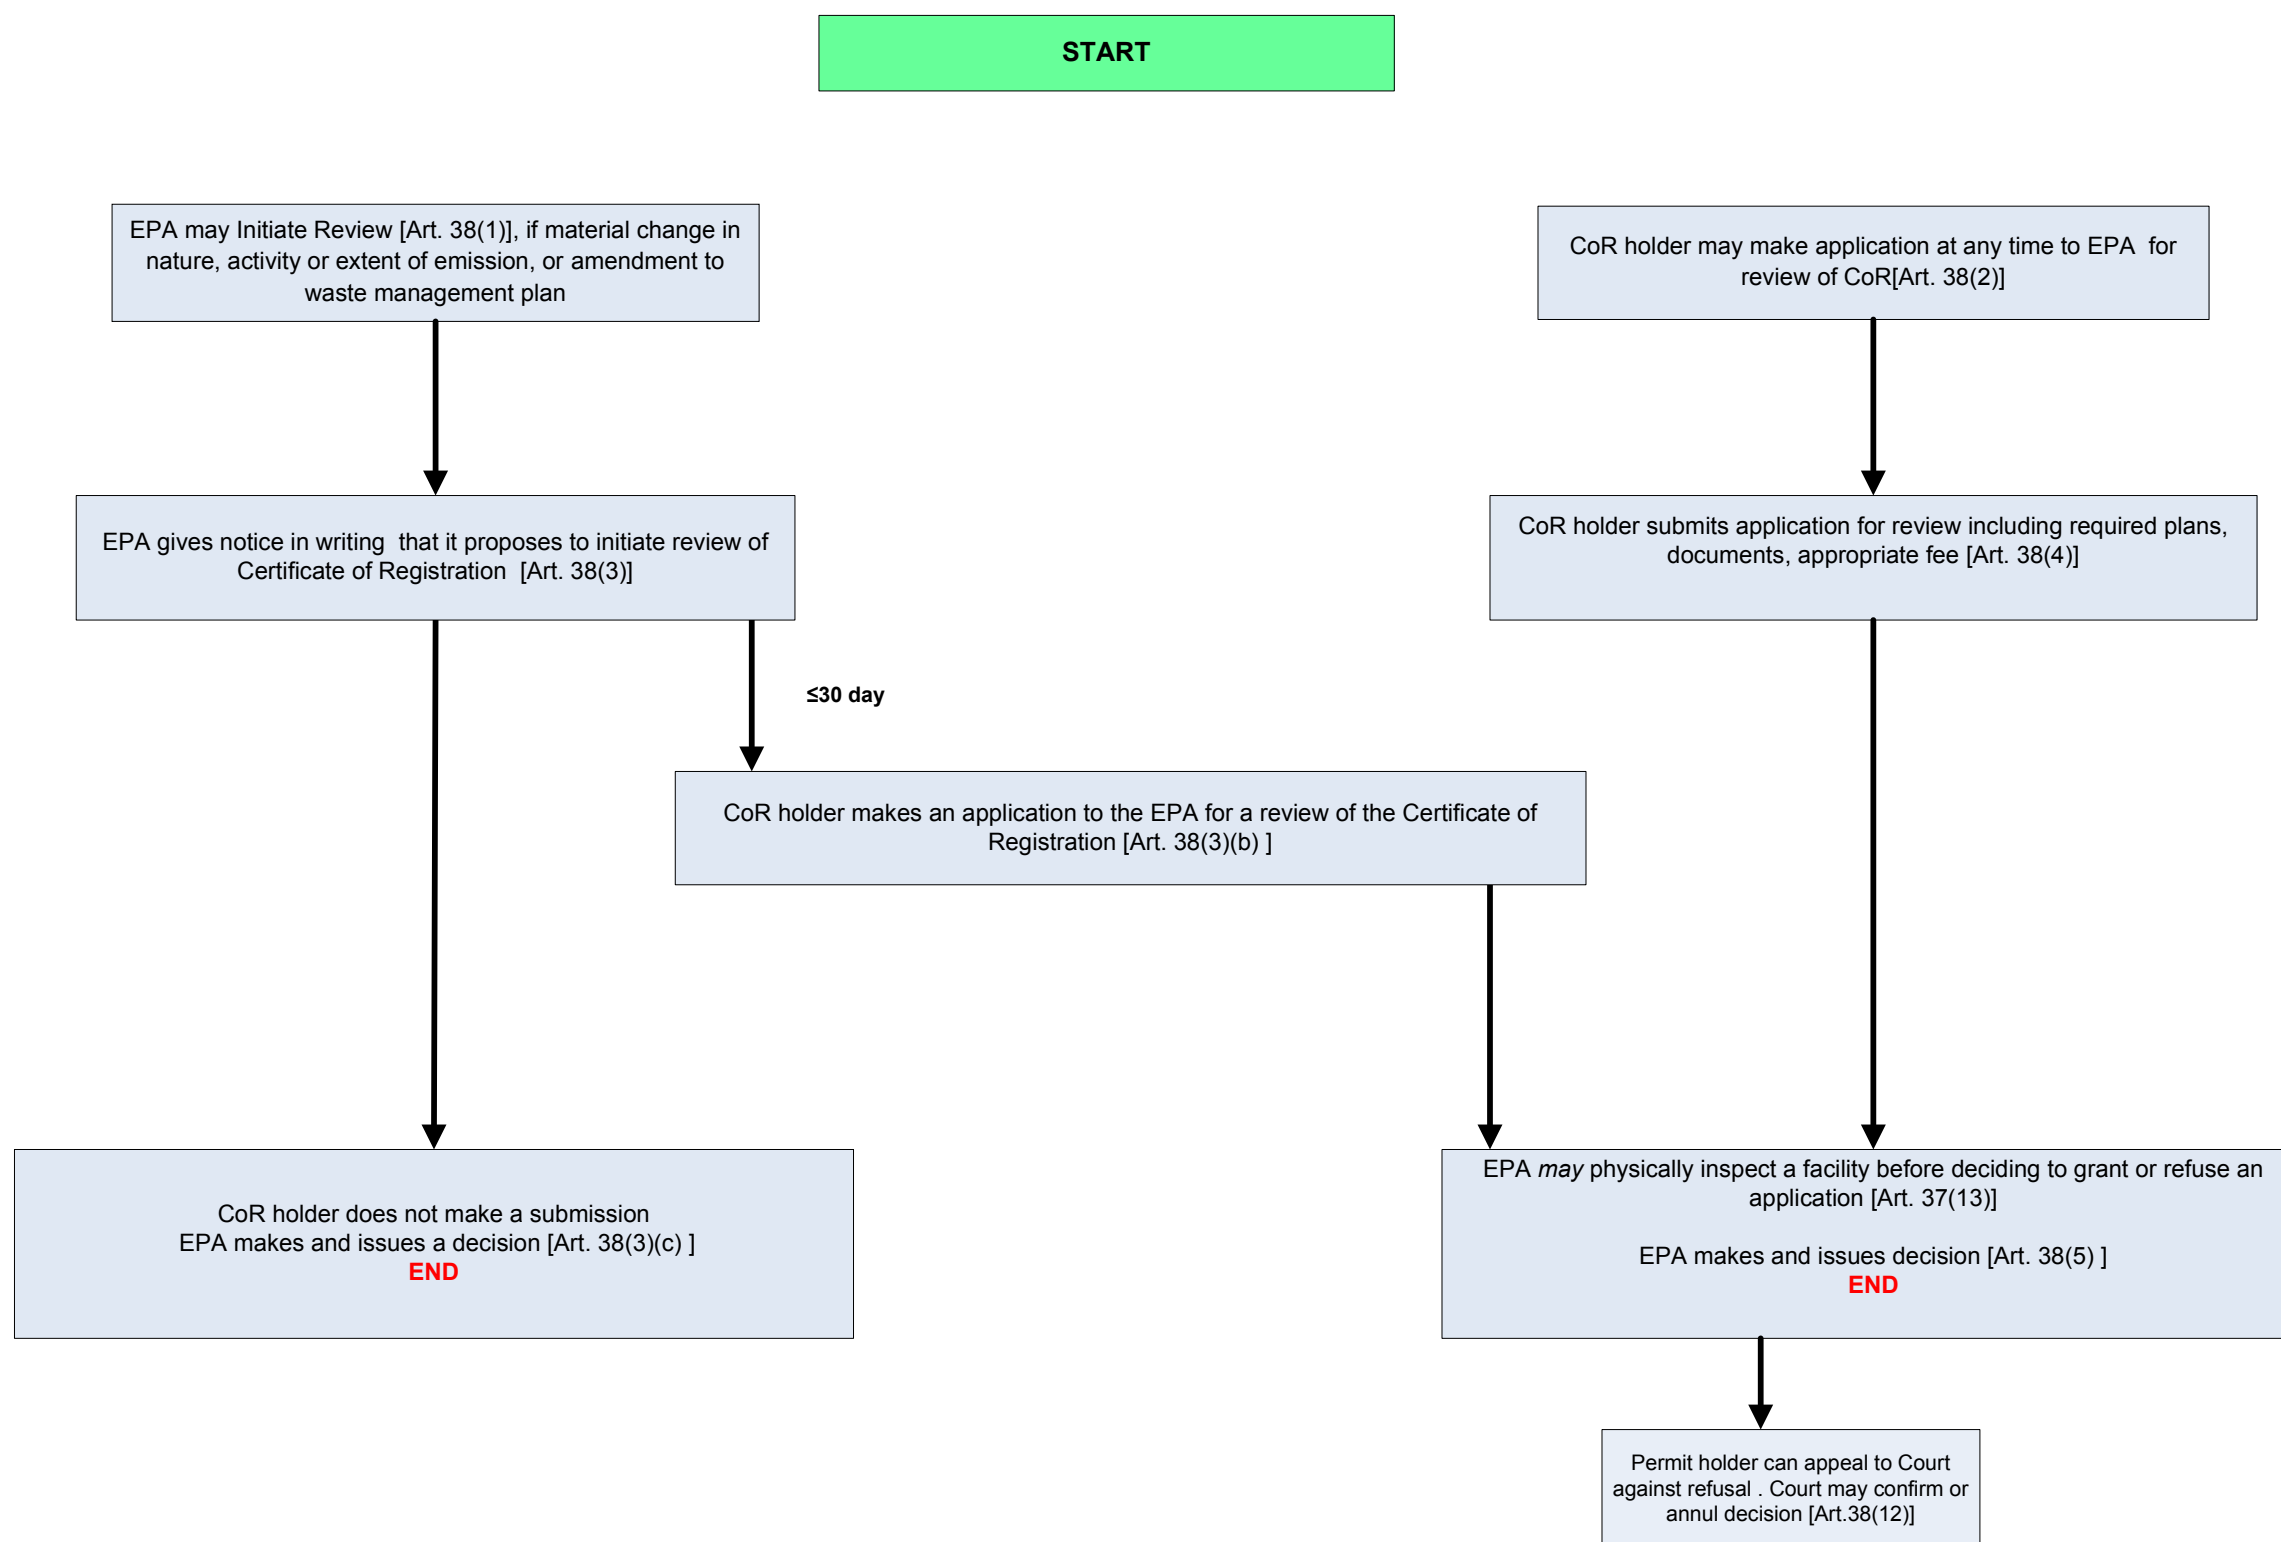 START
EPA may Initiate Review [Art. 38(1)], if material change in
nature, activity or extent of emission, or amendment to
waste management plan
CoR holder may make application at any time to EPA for
review of CoR[Art. 38(2)]
EPA gives notice in writing that it proposes to initiate review of
Certificate of Registration [Art. 38(3)]
CoR holder submits application for review including required plans,
documents, appropriate fee [Art. 38(4)]
≤30 day
CoR holder makes an application to the EPA for a review of the Certificate of
Registration [Art. 38(3)(b) ]
CoR holder does not make a submission
EPA makes and issues a decision [Art. 38(3)(c) ]
END
EPA may physically inspect a facility before deciding to grant or refuse an
application [Art. 37(13)]
EPA makes and issues decision [Art. 38(5) ]
END
Permit holder can appeal to Court
against refusal . Court may confirm or
annul decision [Art.38(12)]